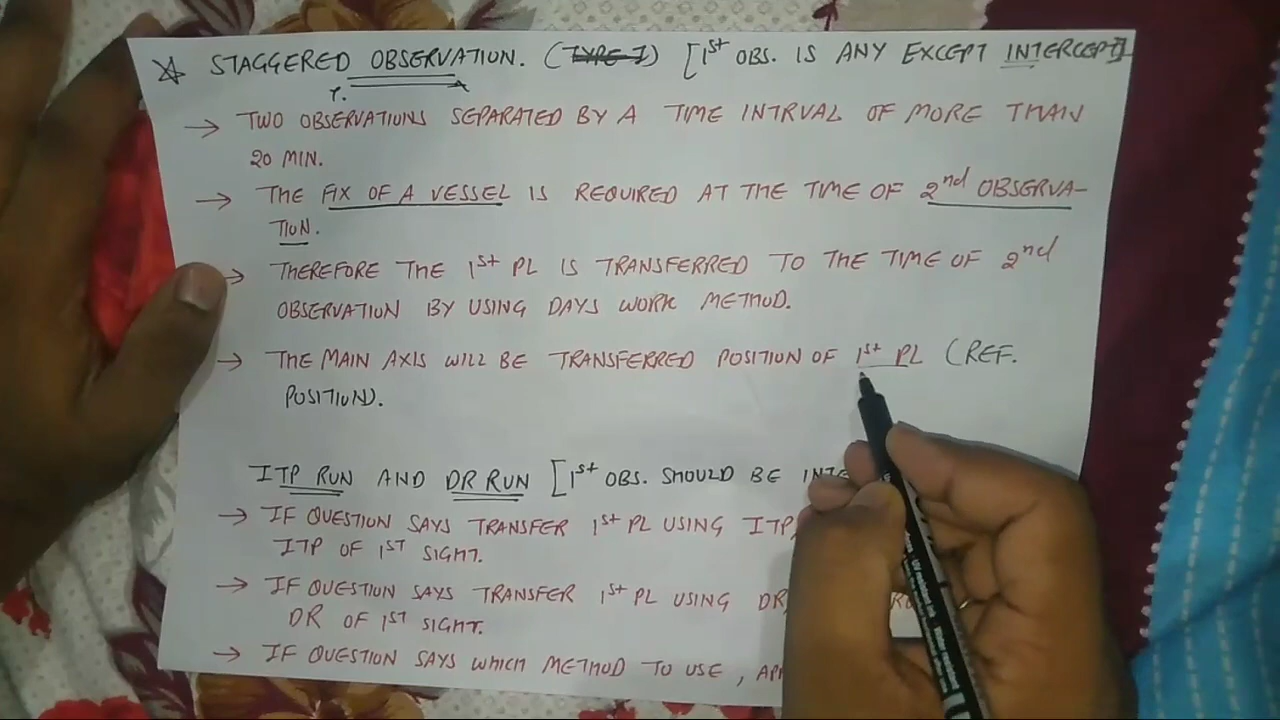 ☆ STAGGERED OBSERVATION. (TYPE I) [1st OBS. IS ANY EXCEPT INTERCEPT]
→ TWO OBSERVATIONS SEPARATED BY A TIME INTRVAL OF MORE THAN
20 MIN.
→ THE FIX OF A VESSEL IS REQUIRED AT THE TIME OF 2nd OBSERVA-
TION.
→ THEREFORE THE 1st PL IS TRANSFERRED TO THE TIME OF 2nd
OBSERVATION BY USING DAYS WORK METHOD.
→ THE MAIN AXIS WILL BE TRANSFERRED POSITION OF 1st PL (REF.
POSITION).
ITP RUN AND DR RUN [1st OBS. SHOULD BE
→ IF QUESTION SAYS TRANSFER 1st PL USING ITP,
ITP OF 1ST SIGHT.
→ IF QUESTION SAYS TRANSFER 1st PL USING DR
DR OF 1ST SIGHT.
→ IF QUESTION SAYS WHICH METHOD TO USE,